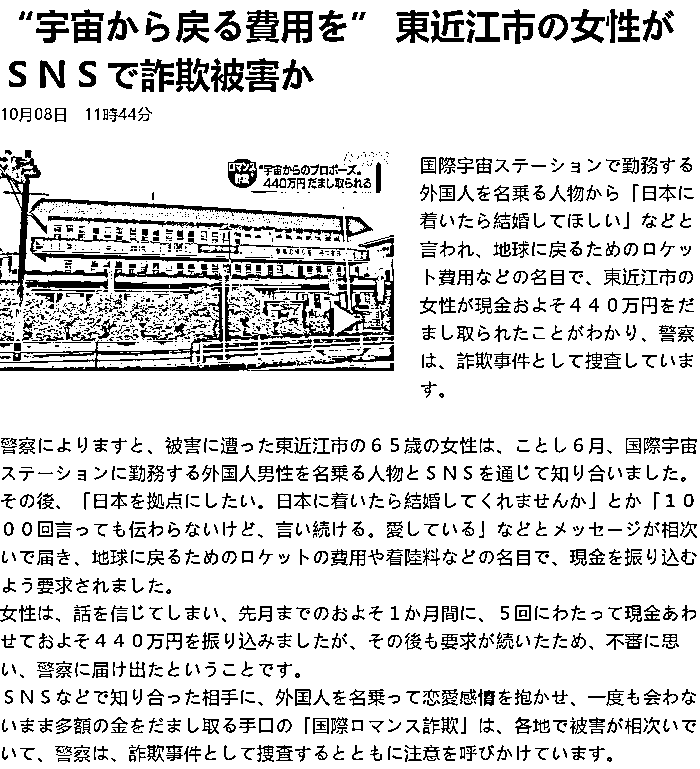 “宇宙から戻る費用を” 東近江市の女性が
ＳＮＳで詐欺被害か
10月08日 11時44分
ロマンス
詐欺
“宇宙からのプロポーズ”
440万円だまし取られる
国際宇宙ステーションで勤務する
外国人を名乗る人物から「日本に
着いたら結婚してほしい」などと
言われ、地球に戻るためのロケッ
ト費用などの名目で、東近江市の
女性が現金およそ４４０万円をだ
まし取られたことがわかり、警察
は、詐欺事件として捜査していま
す。
警察によりますと、被害に遭った東近江市の６５歳の女性は、ことし６月、国際宇宙
ステーションに勤務する外国人男性を名乗る人物とＳＮＳを通じて知り合いました。
その後、「日本を拠点にしたい。日本に着いたら結婚してくれませんか」とか「１０
００回言っても伝わらないけど、言い続ける。愛している」などとメッセージが相次
いで届き、地球に戻るためのロケットの費用や着陸料などの名目で、現金を振り込む
よう要求されました。
女性は、話を信じてしまい、先月までのおよそ１か月間に、５回にわたって現金あわ
せておよそ４４０万円を振り込みましたが、その後も要求が続いたため、不審に思
い、警察に届け出たということです。
ＳＮＳなどで知り合った相手に、外国人を名乗って恋愛感情を抱かせ、一度も会わな
いまま多額の金をだまし取る手口の「国際ロマンス詐欺」は、各地で被害が相次いで
いて、警察は、詐欺事件として捜査するとともに注意を呼びかけています。